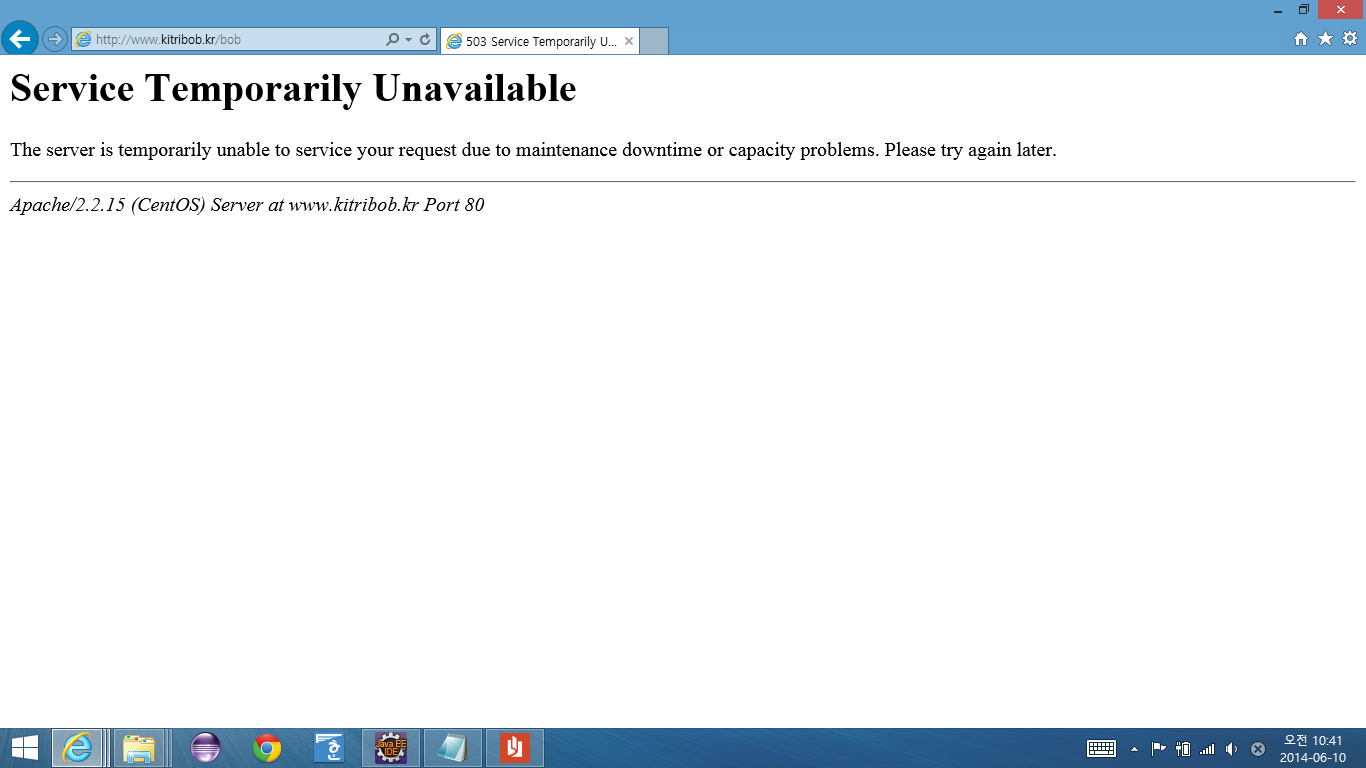 http://www.kitribob.kr/bob
503 Service Temporarily U...
Service Temporarily Unavailable
The server is temporarily unable to service your request due to maintenance downtime or capacity problems. Please try again later.
Apache/2.2.15 (CentOS) Server at www.kitribob.kr Port 80
Java EE
IDE
오전 10:41
2014-06-10